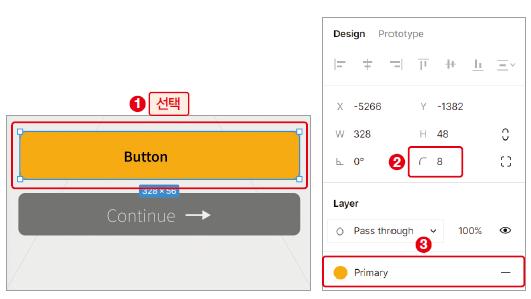 1 선택
Button
328 × 56
Continue →
Design Prototype
X -5266 Y -1382
W 328 H 48
0° 2 8
Layer
Pass through 100%
3
Primary